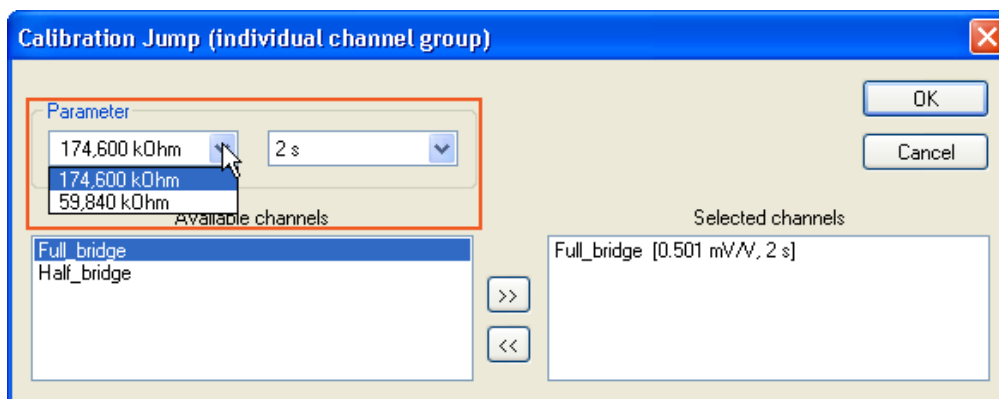 Calibration Jump (individual channel group)
Parameter
174,600 kOhm
2 s
174,600 kOhm
59,840 kOhm
OK
Cancel
Available channels
Selected channels
Full_bridge
Half_bridge
>>
<<
Full_bridge [0.501 mV/V, 2 s]